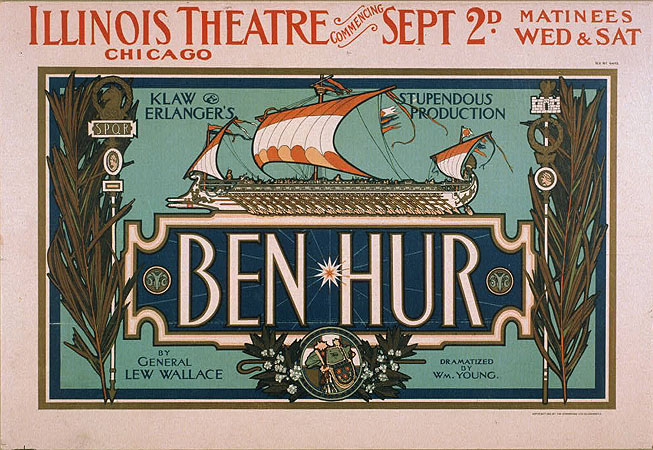 ILLINOIS THEATRE COMMENCING SEPT 2D. MATINEES
CHICAGO WED & SAT
KLAW & STUPENDOUS
ERLANGER'S PRODUCTION
S.P.Q.R
BEN HUR
BY
GENERAL
LEW WALLACE
DRAMATIZED
BY
WM. YOUNG.